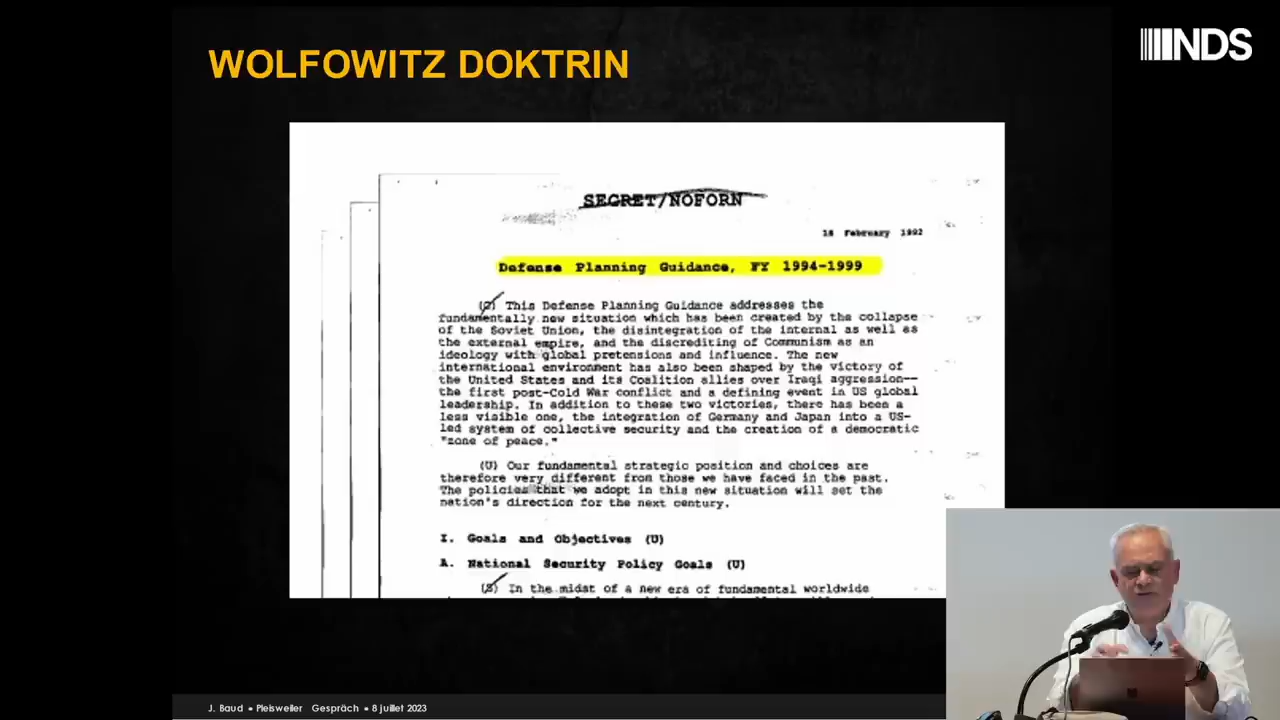 WOLFOWITZ DOKTRIN
NDS
SECRET/NOFORN
18 February 1992
Defense Planning Guidance, FY 1994-1999
This Defense Planning Guidance addresses the
fundamentally new situation which has been created by the collapse
of the Soviet Union, the disintegration of the internal as well as
the external empire, and the discrediting of Communism as an
ideology with global pretensions and influence. The new
international environment has also been shaped by the victory of
the United States and its Coalition allies over Iraqi aggression--
the first post-Cold War conflict and a defining event in US global
leadership. In addition to these two victories, there has been a
less visible one, the integration of Germany and Japan into a US-
led system of collective security and the creation of a democratic
"zone of peace."
(U) Our fundamental strategic position and choices are
therefore very different from those we have faced in the past.
The policies that we adopt in this new situation will set the
nation's direction for the next century.
I. Goals and Objectives (U)
A. National Security Policy Goals (U)
(S) In the midst of a new era of fundamental worldwide
J. Baud • Pleisweiler Gespräch • 8 juillet 2023